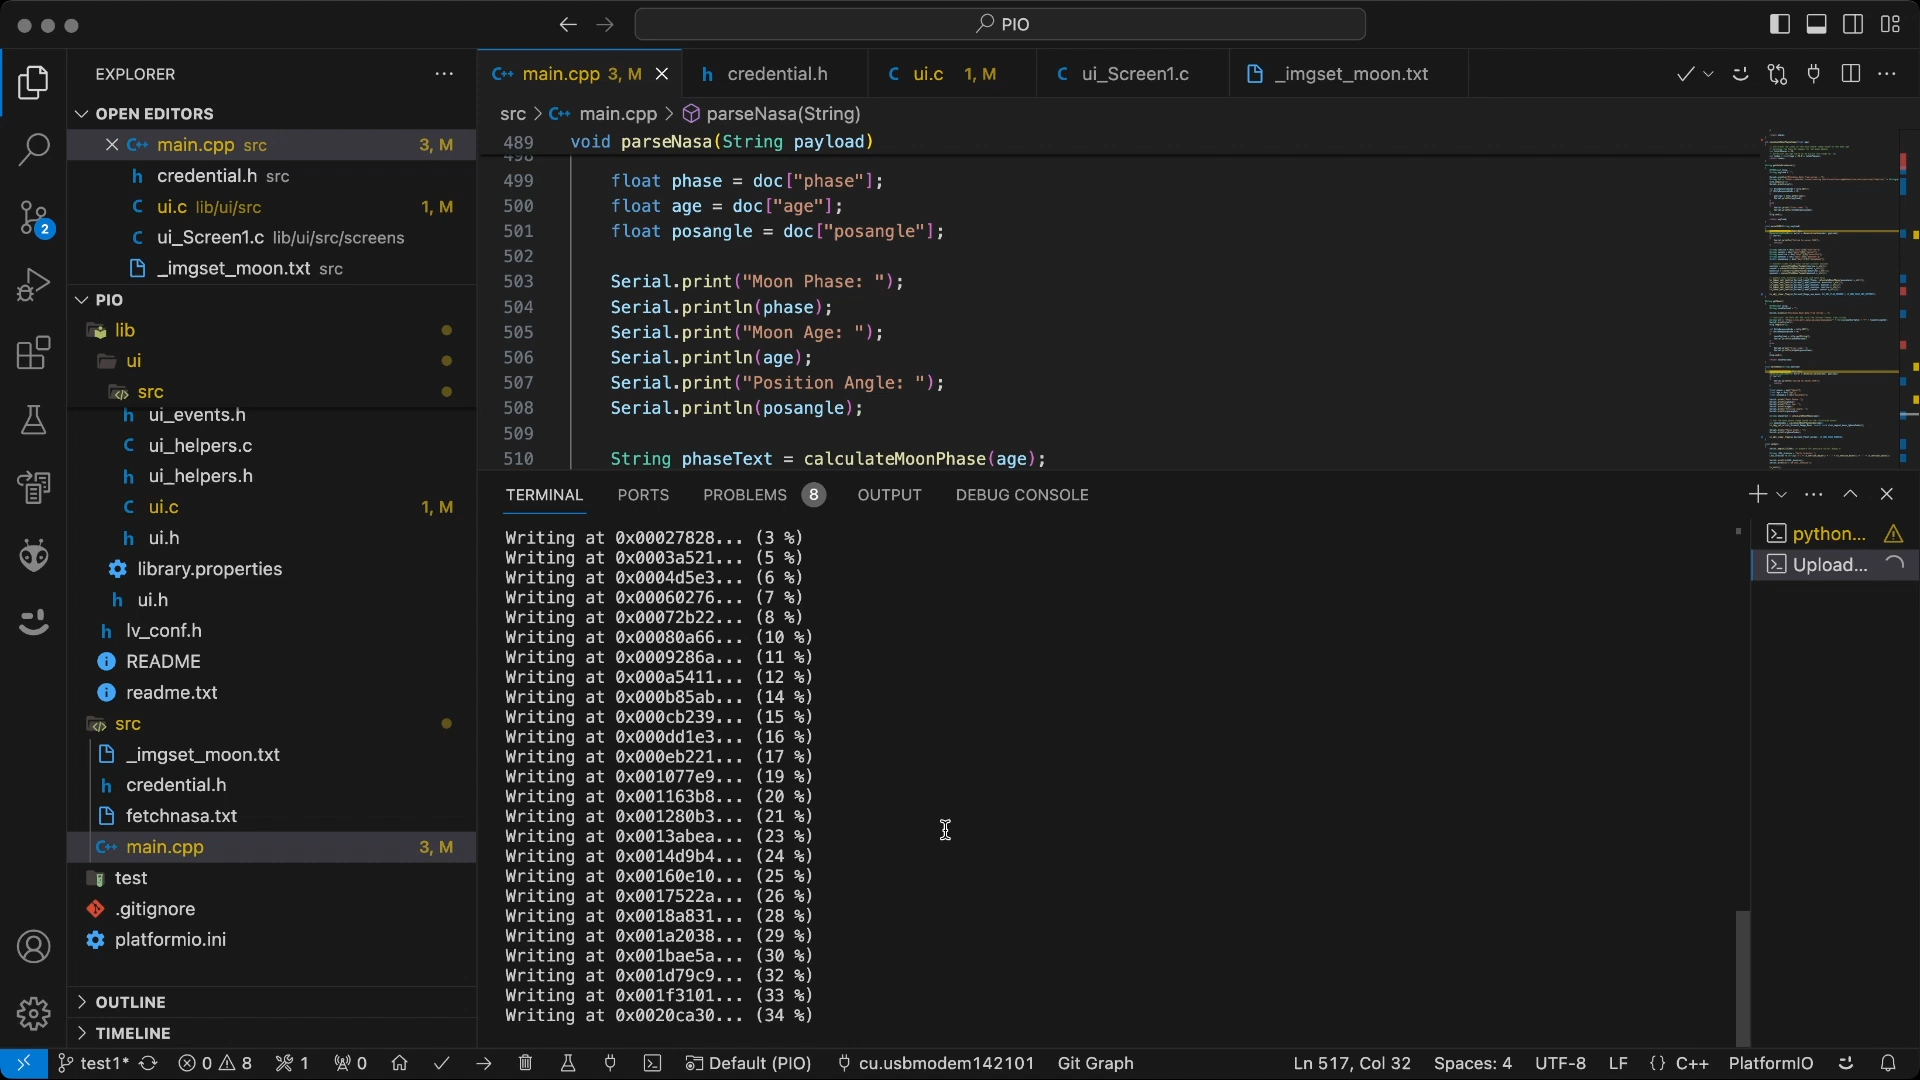 PIO
EXPLORER
OPEN EDITORS
main.cpp src 3, M
credential.h src
ui.c lib/ui/src 1, M
ui_Screen1.c lib/ui/src/screens
_imgset_moon.txt src
PIO
lib
ui
src
ui_events.h
ui_helpers.c
ui_helpers.h
ui.c 1, M
ui.h
library.properties
ui.h
lv_conf.h
README
readme.txt
src
_imgset_moon.txt
credential.h
fetchnasa.txt
main.cpp 3, M
test
.gitignore
platformio.ini
OUTLINE
TIMELINE
2
main.cpp 3, M
credential.h
ui.c 1, M
ui_Screen1.c
_imgset_moon.txt
src > main.cpp > parseNasa(String)
489 void parseNasa(String payload)
499 float phase = doc["phase"];
500 float age = doc["age"];
501 float posangle = doc["posangle"];
502
503 Serial.print("Moon Phase: ");
504 Serial.println(phase);
505 Serial.print("Moon Age: ");
506 Serial.println(age);
507 Serial.print("Position Angle: ");
508 Serial.println(posangle);
509
510 String phaseText = calculateMoonPhase(age);
TERMINAL PORTS PROBLEMS 8 OUTPUT DEBUG CONSOLE
Writing at 0x00027828... (3 %)
Writing at 0x0003a521... (5 %)
Writing at 0x0004d5e3... (6 %)
Writing at 0x00060276... (7 %)
Writing at 0x00072b22... (8 %)
Writing at 0x00080a66... (10 %)
Writing at 0x0009286a... (11 %)
Writing at 0x000a5411... (12 %)
Writing at 0x000b85ab... (14 %)
Writing at 0x000cb239... (15 %)
Writing at 0x000dd1e3... (16 %)
Writing at 0x000eb221... (17 %)
Writing at 0x001077e9... (19 %)
Writing at 0x001163b8... (20 %)
Writing at 0x001280b3... (21 %)
Writing at 0x0013abea... (23 %)
Writing at 0x0014d9b4... (24 %)
Writing at 0x00160e10... (25 %)
Writing at 0x0017522a... (26 %)
Writing at 0x0018a831... (28 %)
Writing at 0x001a2038... (29 %)
Writing at 0x001bae5a... (30 %)
Writing at 0x001d79c9... (32 %)
Writing at 0x001f3101... (33 %)
Writing at 0x0020ca30... (34 %)
python...
Upload...
test1* 0 8 1 0 Default (PIO) cu.usbmodem142101 Git Graph Ln 517, Col 32 Spaces: 4 UTF-8 LF {} C++ PlatformIO